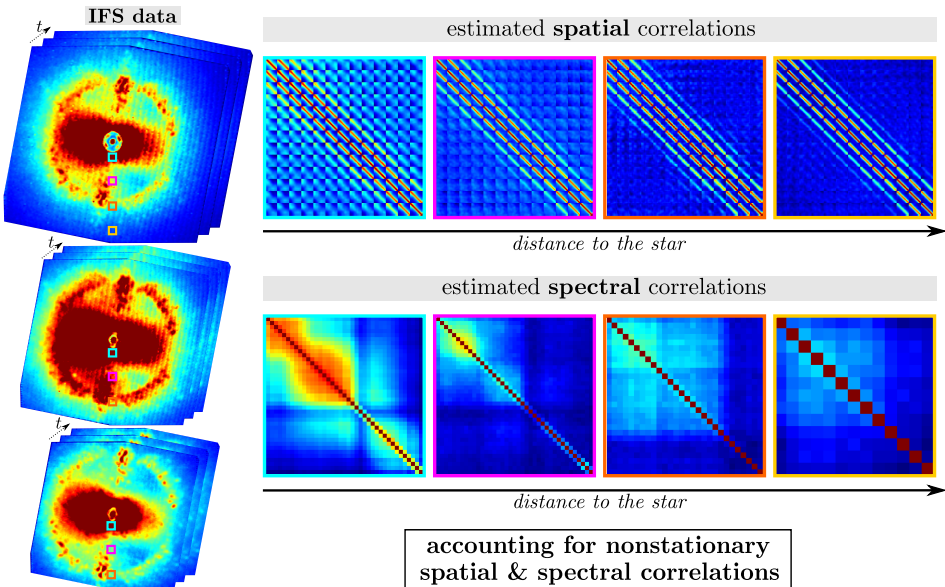 IFS data
t
t
t
estimated spatial correlations
distance to the star
estimated spectral correlations
distance to the star
accounting for nonstationary
spatial & spectral correlations